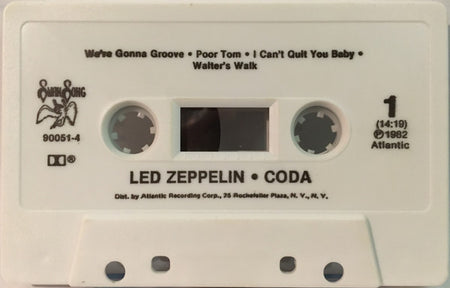 We're Gonna Groove • Poor Tom • I Can't Quit You Baby •
Walter's Walk
Swan Song
90051-4
1
(14:19)
℗1982
Atlantic
LED ZEPPELIN • CODA
Dist. by Atlantic Recording Corp., 75 Rockefeller Plaza, N. Y., N. Y.